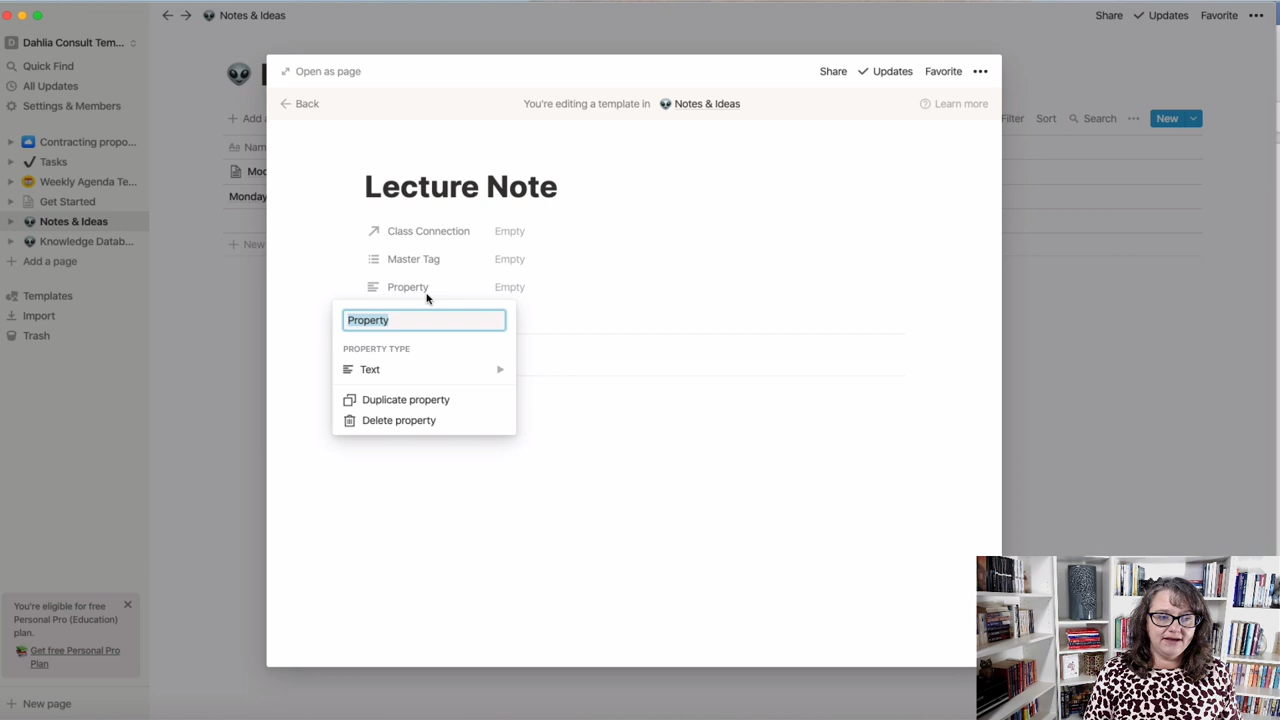 Notes & Ideas
Share
Updates
Favorite
Dahlia Consult Tem...
Quick Find
All Updates
Settings & Members
Contracting propo...
Tasks
Weekly Agenda Te...
Get Started
Notes & Ideas
Knowledge Datab...
Add a page
Templates
Import
Trash
You're eligible for free
Personal Pro (Education)
plan.
Get free Personal Pro
Plan
New page
Add a
Filter
Sort
Search
New
Nam
Moc
Monday
New
Open as page
Share
Updates
Favorite
Back
You're editing a template in
Notes & Ideas
Learn more
Lecture Note
Class Connection
Empty
Master Tag
Empty
Property
Empty
Property
PROPERTY TYPE
Text
Duplicate property
Delete property